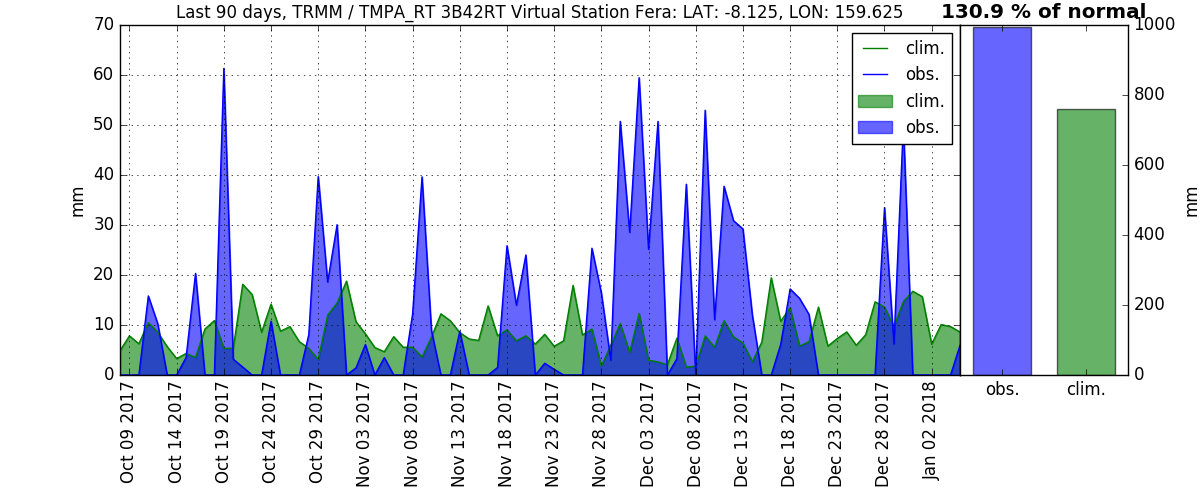 Last 90 days, TRMM / TMPA_RT 3B42RT Virtual Station Fera: LAT: -8.125, LON: 159.625
130.9 % of normal
70
60
50
40
30
20
10
0
mm
clim.
obs.
clim.
obs.
1000
800
600
400
200
0
mm
obs.
clim.
Oct 09 2017
Oct 14 2017
Oct 19 2017
Oct 24 2017
Oct 29 2017
Nov 03 2017
Nov 08 2017
Nov 13 2017
Nov 18 2017
Nov 23 2017
Nov 28 2017
Dec 03 2017
Dec 08 2017
Dec 13 2017
Dec 18 2017
Dec 23 2017
Dec 28 2017
Jan 02 2018